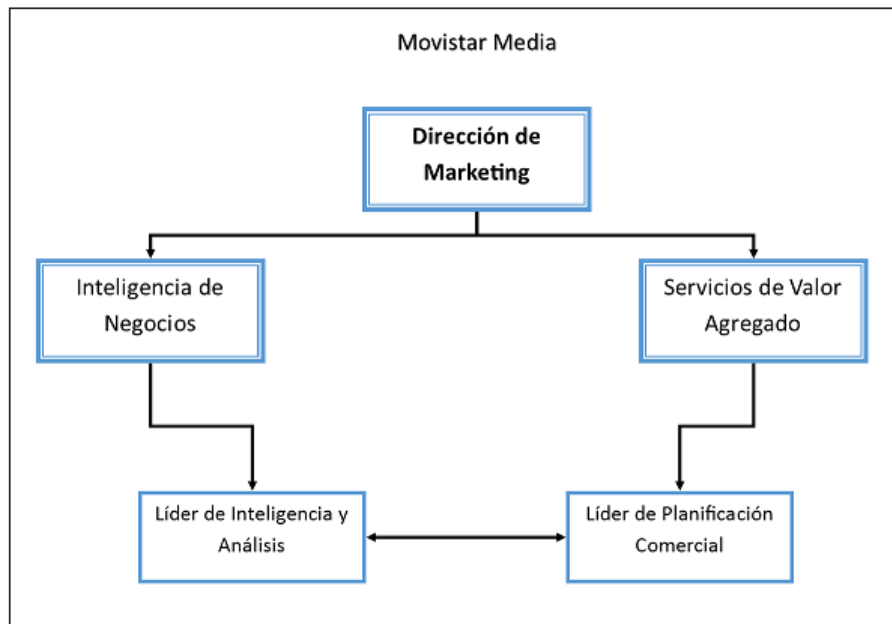 Movistar Media
Dirección de
Marketing
Inteligencia de
Negocios
Servicios de Valor
Agregado
Líder de Inteligencia y
Análisis
Líder de Planificación
Comercial